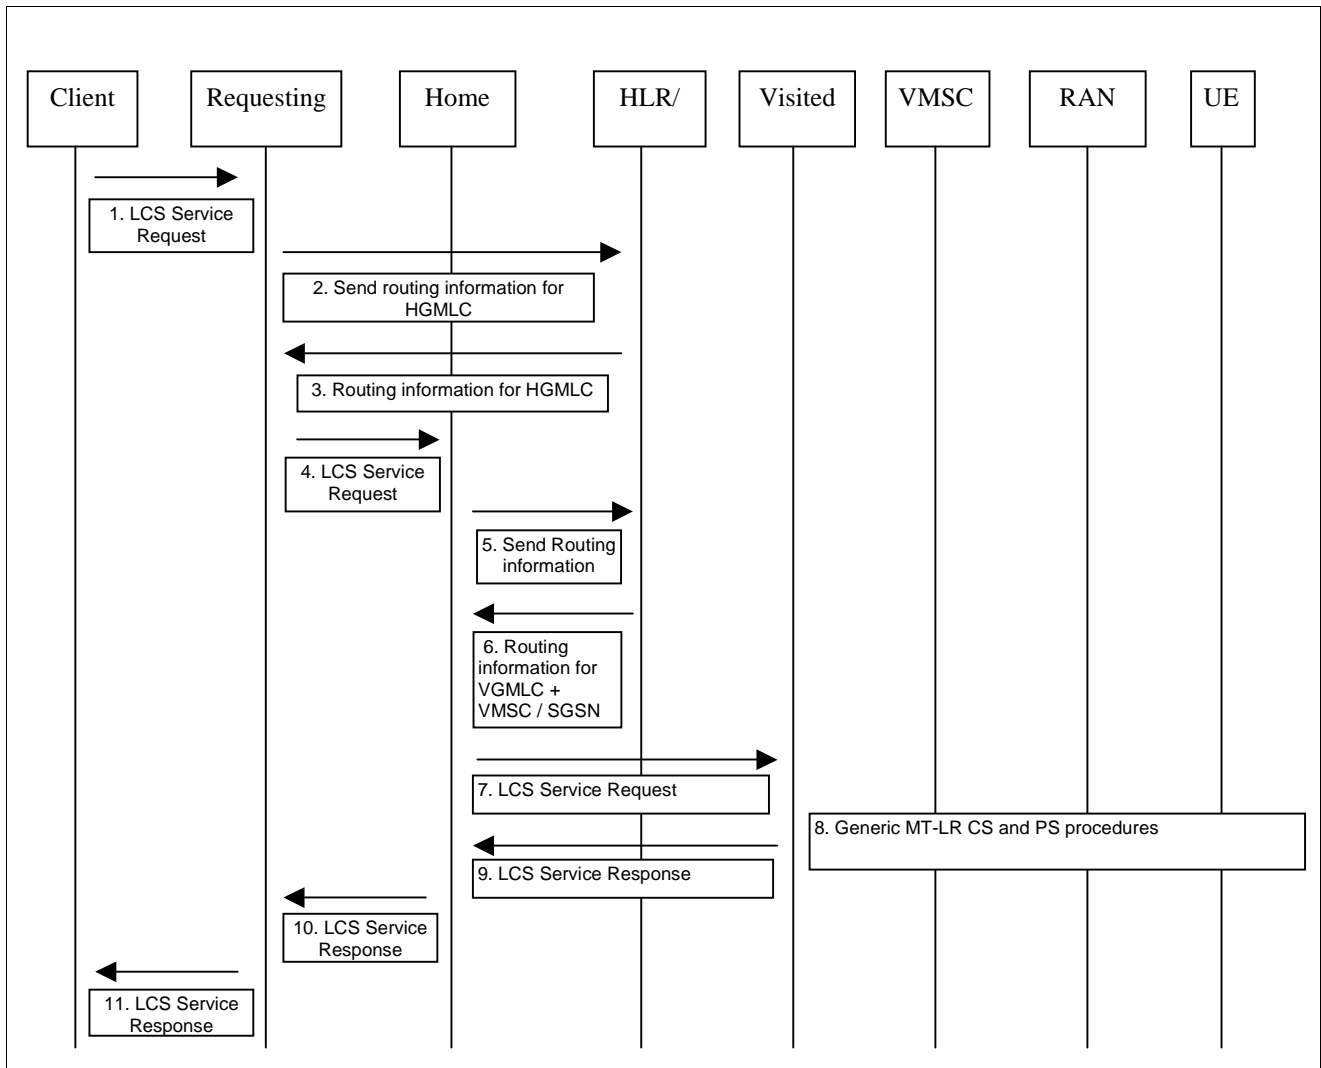 Client
Requesting
Home
HLR/
Visited
VMSC
RAN
UE
1. LCS Service
Request
2. Send routing information for
HGMLC
3. Routing information for HGMLC
4. LCS Service
Request
5. Send Routing
information
6. Routing
information for
VGMLC +
VMSC / SGSN
7. LCS Service Request
8. Generic MT-LR CS and PS procedures
9. LCS Service Response
10. LCS Service
Response
11. LCS Service
Response